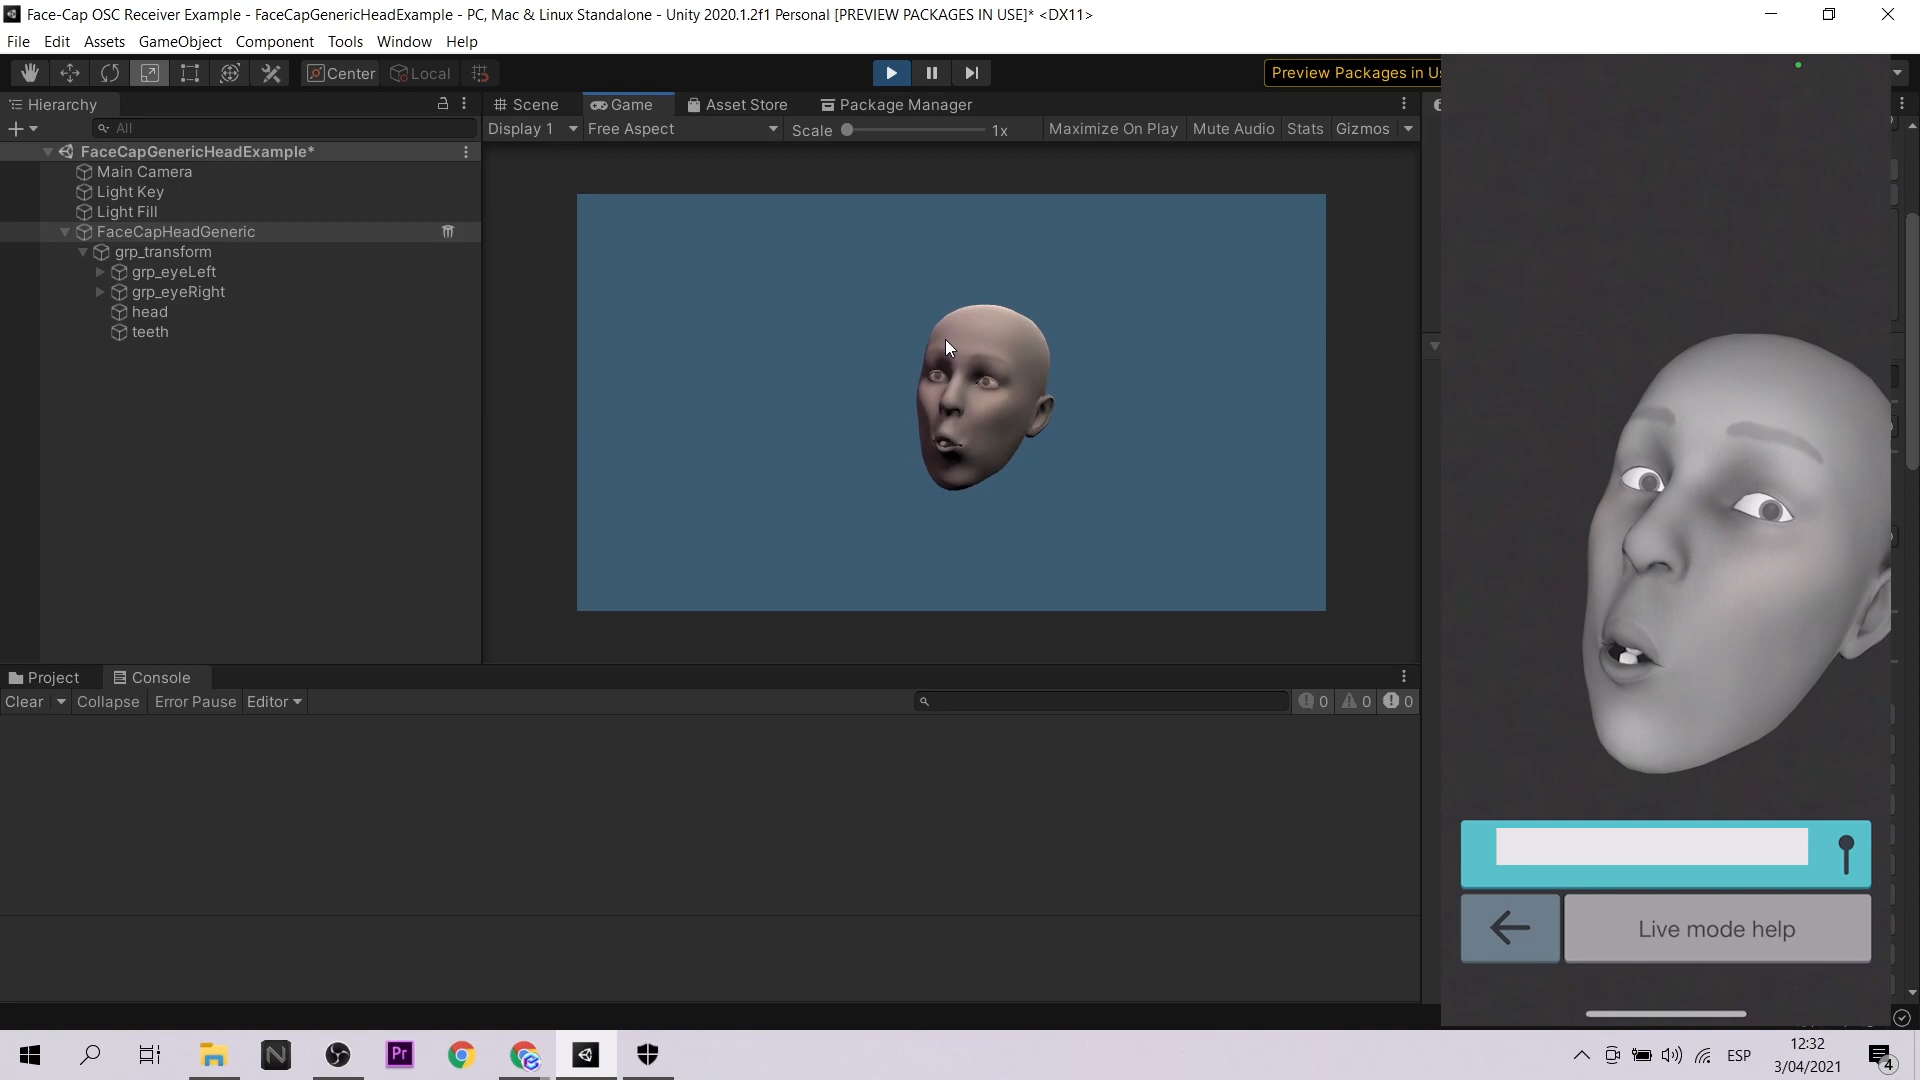 Face-Cap OSC Receiver Example - FaceCapGenericHeadExample - PC, Mac & Linux Standalone - Unity 2020.1.2f1 Personal [PREVIEW PACKAGES IN USE]* <DX11>
File Edit Assets GameObject Component Tools Window Help
Center Local Preview Packages in Us
Hierarchy
All
FaceCapGenericHeadExample*
Main Camera
Light Key
Light Fill
FaceCapHeadGeneric
grp_transform
grp_eyeLeft
grp_eyeRight
head
teeth
Scene Game Asset Store Package Manager
Display 1 Free Aspect Scale 1x Maximize On Play Mute Audio Stats Gizmos
Project Console
Clear Collapse Error Pause Editor 0 0 0
Live mode help
Pr
ESP
12:32
3/04/2021
4